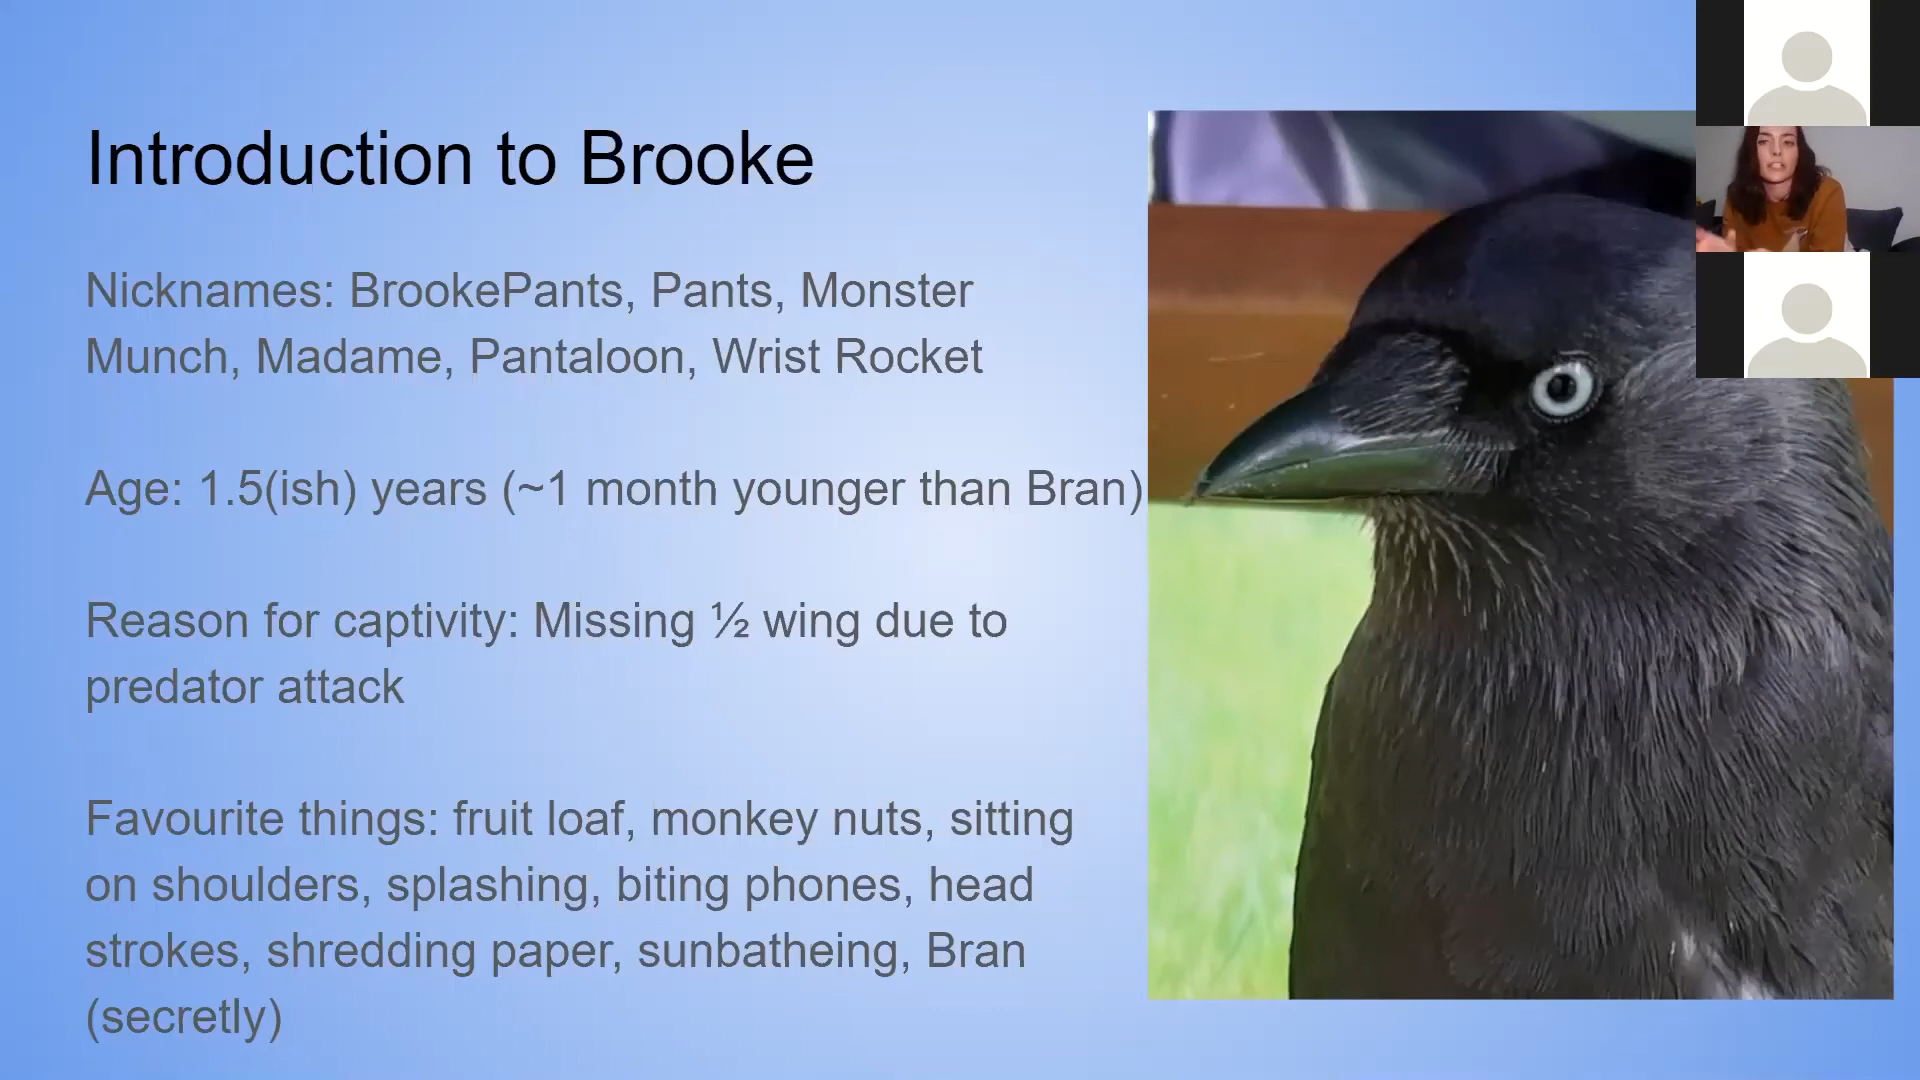 Introduction to Brooke
Nicknames: BrookePants, Pants, Monster
Munch, Madame, Pantaloon, Wrist Rocket
Age: 1.5(ish) years (~1 month younger than Bran)
Reason for captivity: Missing ½ wing due to
predator attack
Favourite things: fruit loaf, monkey nuts, sitting
on shoulders, splashing, biting phones, head
strokes, shredding paper, sunbatheing, Bran
(secretly)